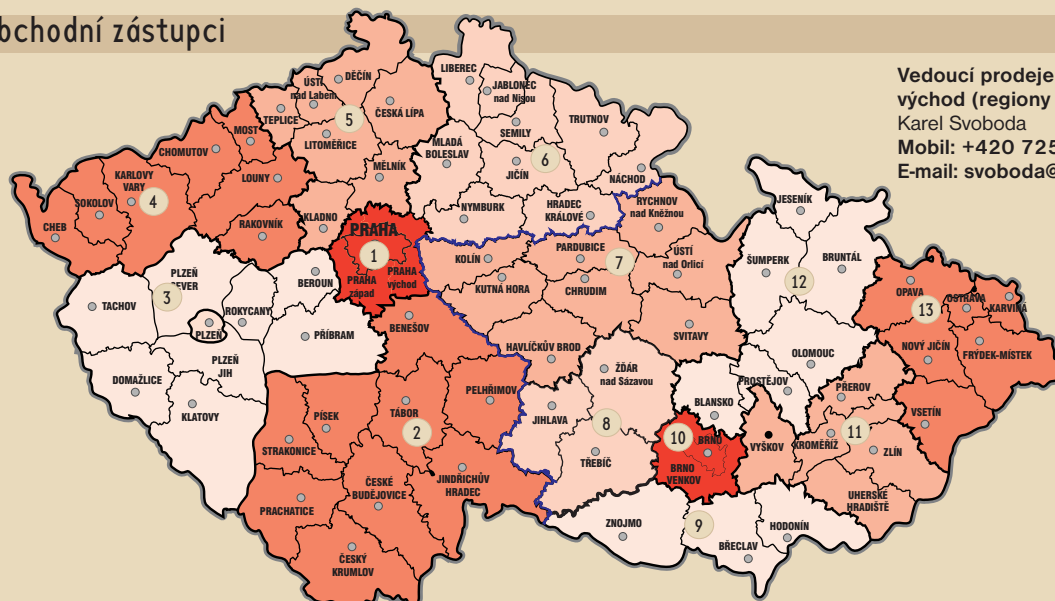 bchodní zástupci
Vedoucí prodeje
východ (regiony
Karel Svoboda
Mobil: +420 725
E-mail: svoboda@
LIBEREC
JABLONEC
nad Nisou
ÚSTÍ
nad Labem
DĚČÍN
TEPLICE
5
ČESKÁ LÍPA
LITOMĚŘICE
SEMILY
TRUTNOV
MOST
CHOMUTOV
MLADÁ
BOLESLAV
6
JIČÍN
MĚLNÍK
NÁCHOD
KARLOVY
VARY
4
LOUNY
SOKOLOV
CHEB
RAKOVNÍK
KLADNO
NYMBURK
HRADEC
KRÁLOVÉ
RYCHNOV
nad Kněžnou
JESENÍK
PRAHA
1
PRAHA
západ
PRAHA
východ
KOLÍN
PARDUBICE
7
ÚSTÍ
nad Orlicí
KUTNÁ HORA
CHRUDIM
ŠUMPERK
BRUNTÁL
12
PLZEŇ
SEVER
3
BEROUN
TACHOV
ROKYCANY
PLZEŇ
PŘÍBRAM
BENEŠOV
SVITAVY
OPAVA
OSTRAVA
KARVINÁ
13
NOVÝ JIČÍN
FRÝDEK-MÍSTEK
PLZEŇ
JIH
DOMAŽLICE
KLATOVY
HAVLÍČKŮV BROD
ŽĎÁR
nad Sázavou
OLOMOUC
PROSTĚJOV
PŘEROV
PELHŘIMOV
TÁBOR
PÍSEK
2
JIHLAVA
8
BLANSKO
VSETÍN
STRAKONICE
TŘEBÍČ
10
BRNO
BRNO
VENKOV
VYŠKOV
KROMĚŘÍŽ
11
ZLÍN
ČESKÉ
BUDĚJOVICE
JINDŘICHŮV
HRADEC
PRACHATICE
UHERSKÉ
HRADIŠTĚ
ZNOJMO
9
HODONÍN
BŘECLAV
ČESKÝ
KRUMLOV